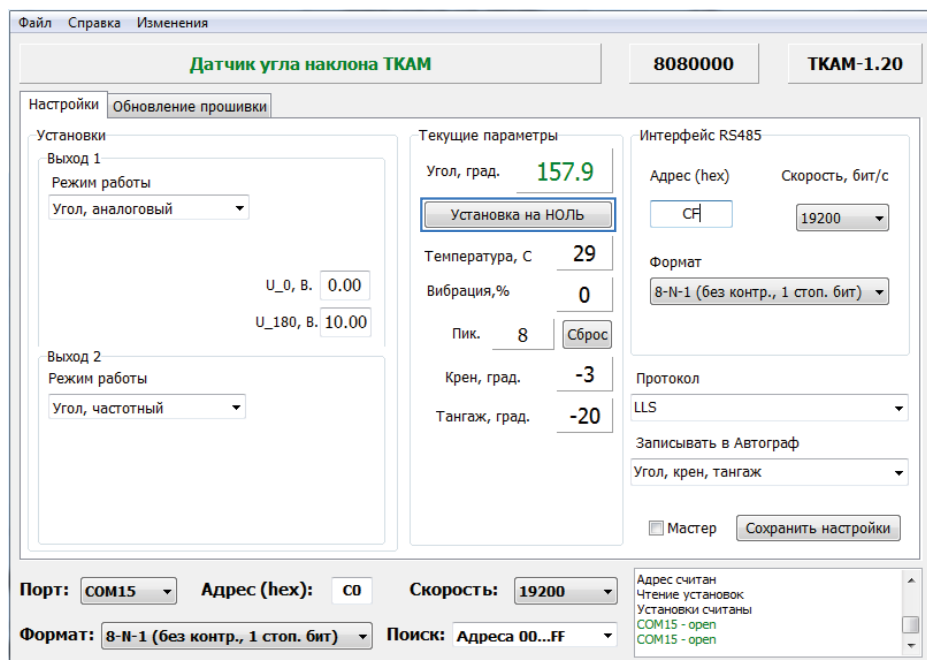 Файл Справка Изменения
Датчик угла наклона ТКАМ
8080000
ТКАМ-1.20
Настройки
Обновление прошивки
Установки
Выход 1
Режим работы
Угол, аналоговый
U_0, В. 0.00
U_180, В. 10.00
Выход 2
Режим работы
Угол, частотный
Текущие параметры
Угол, град. 157.9
Установка на НОЛЬ
Температура, С 29
Вибрация,% 0
Пик. 8 Сброс
Крен, град. -3
Тангаж, град. -20
Интерфейс RS485
Адрес (hex) Скорость, бит/с
CF 19200
Формат
8-N-1 (без контр., 1 стоп. бит)
Протокол
LLS
Записывать в Автограф
Угол, крен, тангаж
Мастер Сохранить настройки
Порт: COM15 Адрес (hex): C0 Скорость: 19200
Формат: 8-N-1 (без контр., 1 стоп. бит) Поиск: Адреса 00...FF
Адрес считан
Чтение установок
Установки считаны
COM15 - open
COM15 - open